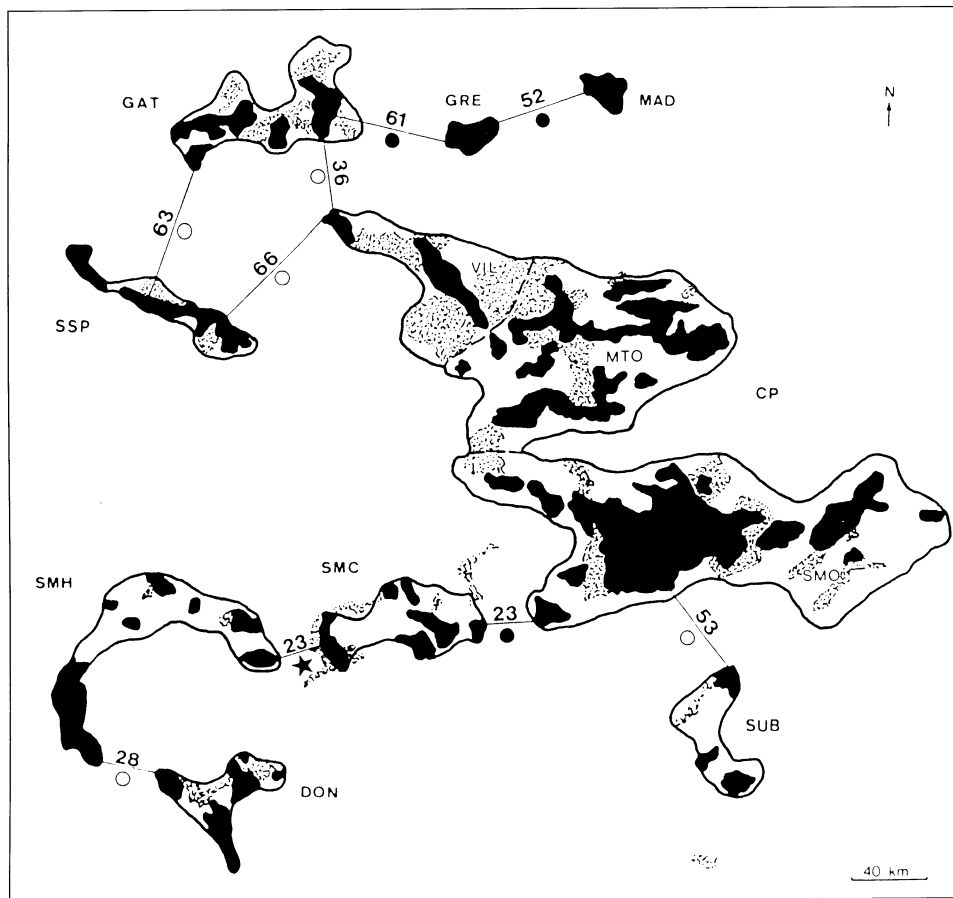 GAT
GRE
52
MAD
N
61
36
63
66
VIL
SSP
MTO
CP
SMH
SMC
SMO
23
23
53
SUB
28
DON
40 km